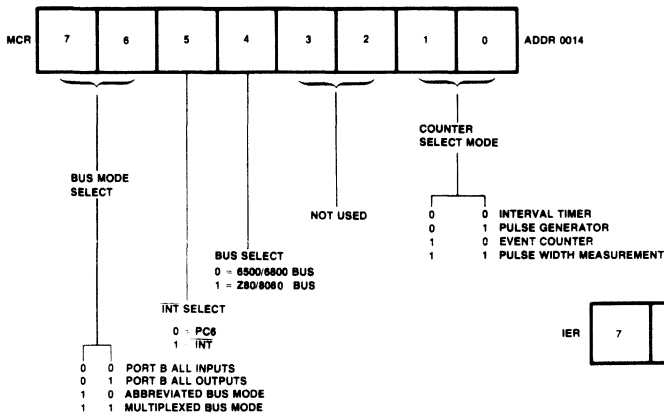 MCR 7 6 5 4 3 2 1 0 ADDR 0014
COUNTER
SELECT MODE
BUS MODE
SELECT
NOT USED
0 0 INTERVAL TIMER
0 1 PULSE GENERATOR
1 0 EVENT COUNTER
1 1 PULSE WIDTH MEASUREMENT
BUS SELECT
0 = 6500/6800 BUS
1 = Z80/8080 BUS
INT SELECT
0 = PC6
1 INT
IER 7
0 0 PORT B ALL INPUTS
0 1 PORT B ALL OUTPUTS
1 0 ABBREVIATED BUS MODE
1 1 MULTIPLEXED BUS MODE